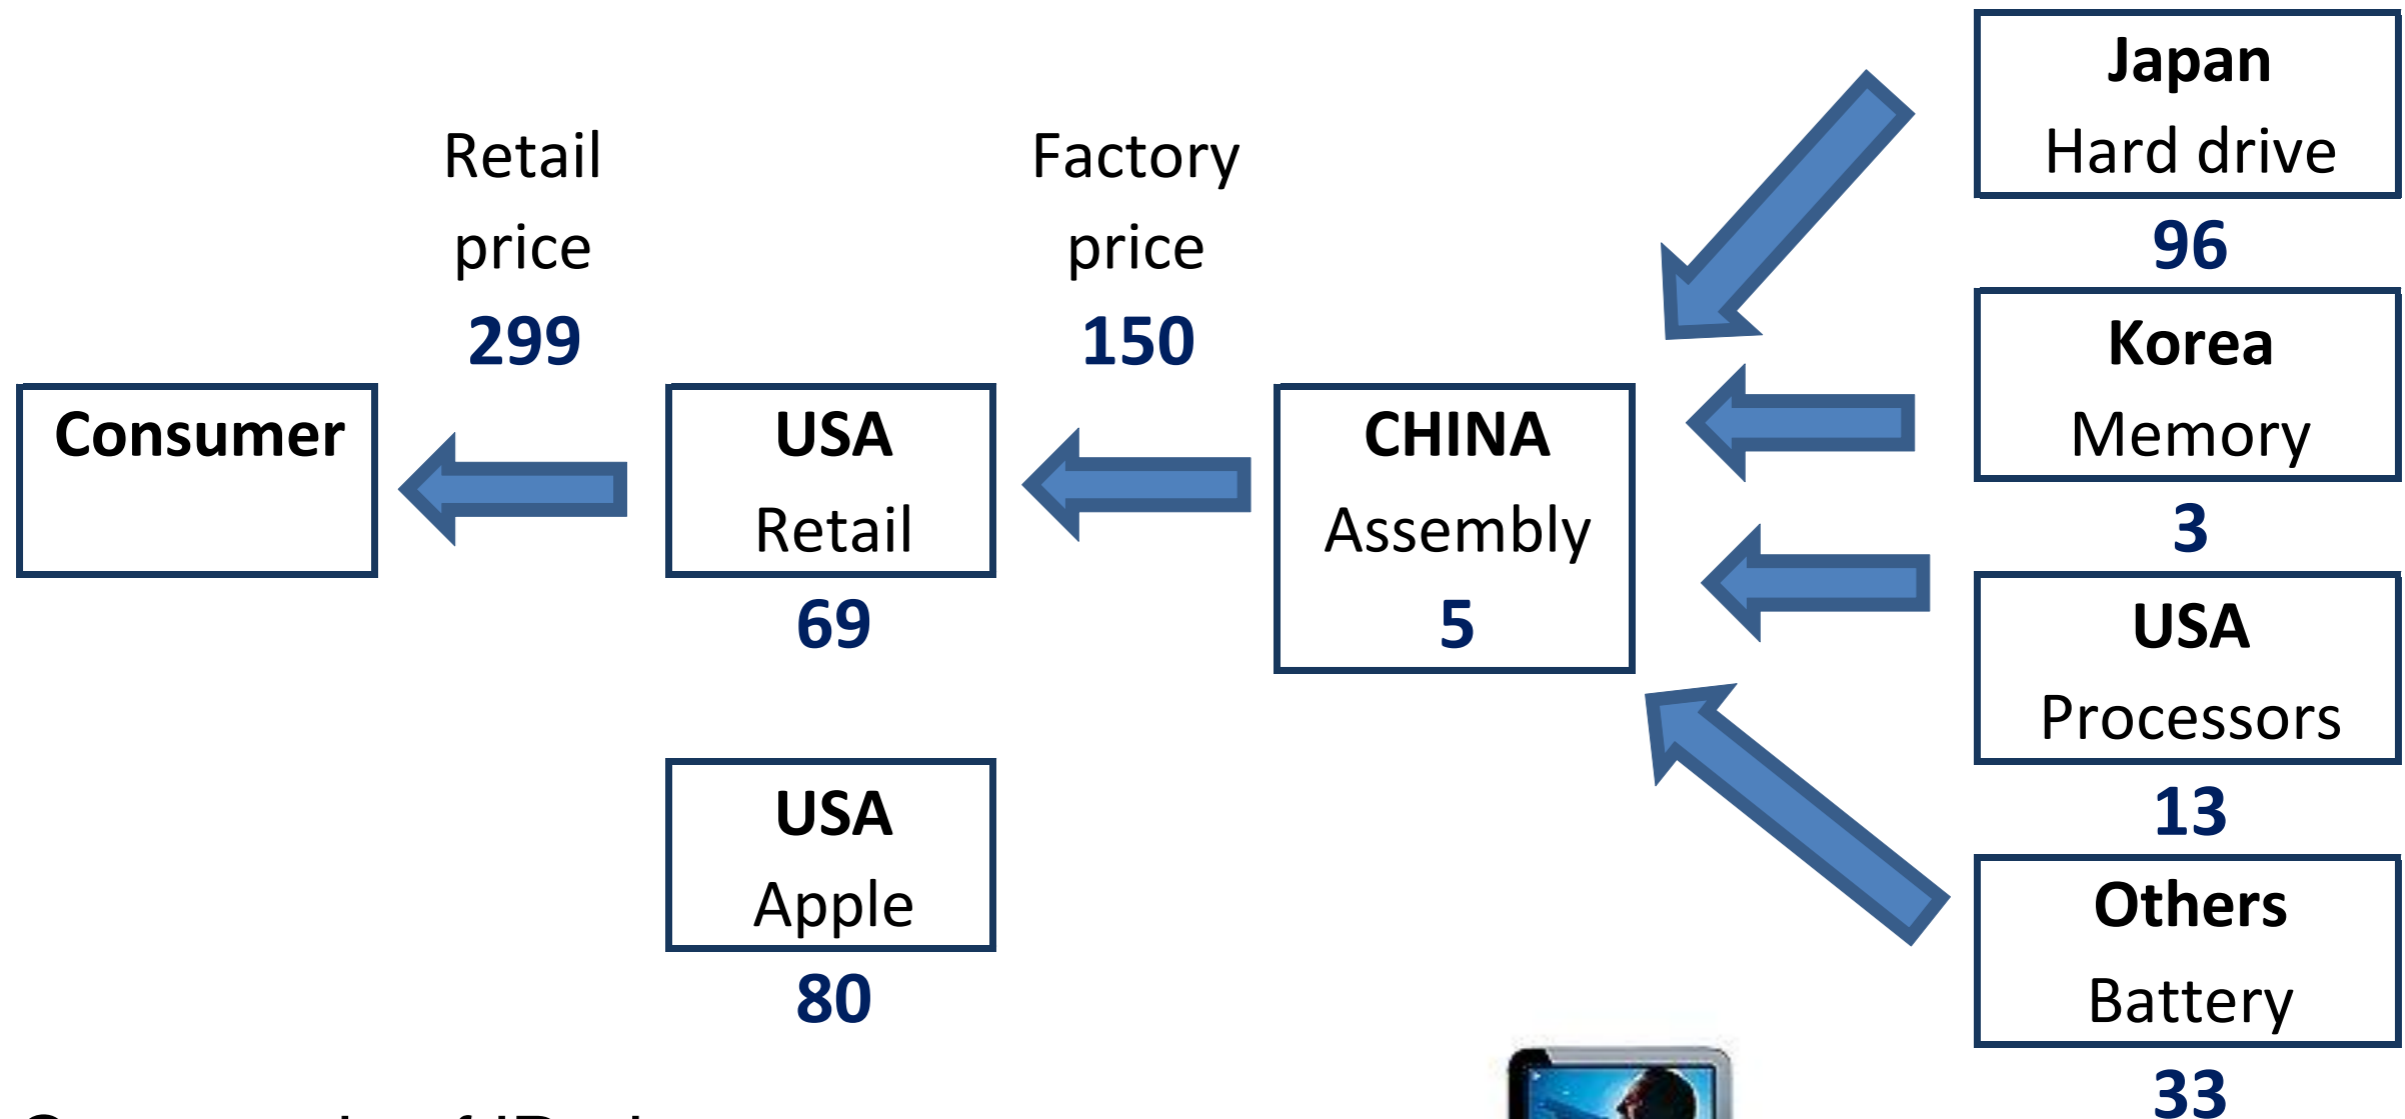 Retail
price
299
Factory
price
150
Consumer
USA
Retail
69
USA
Apple
80
CHINA
Assembly
5
Japan
Hard drive
96
Korea
Memory
3
USA
Processors
13
Others
Battery
33